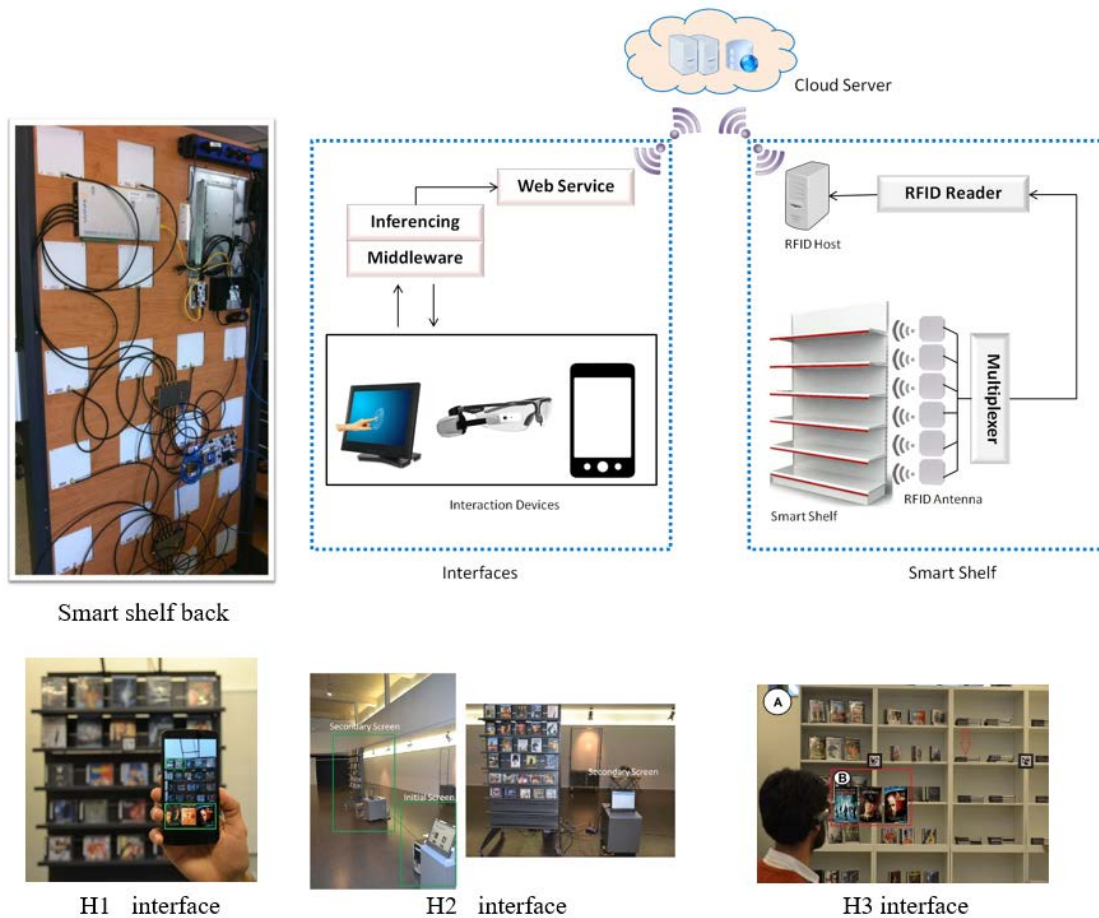 Cloud Server
Web Service
Inferencing
Middleware
Interaction Devices
Interfaces
RFID Reader
RFID Host
Multiplexer
RFID Antenna
Smart Shelf
Smart Shelf
Smart shelf back
Secondary Screen
Initial Screen
Secondary Screen
A
B
H1 interface
H2 interface
H3 interface